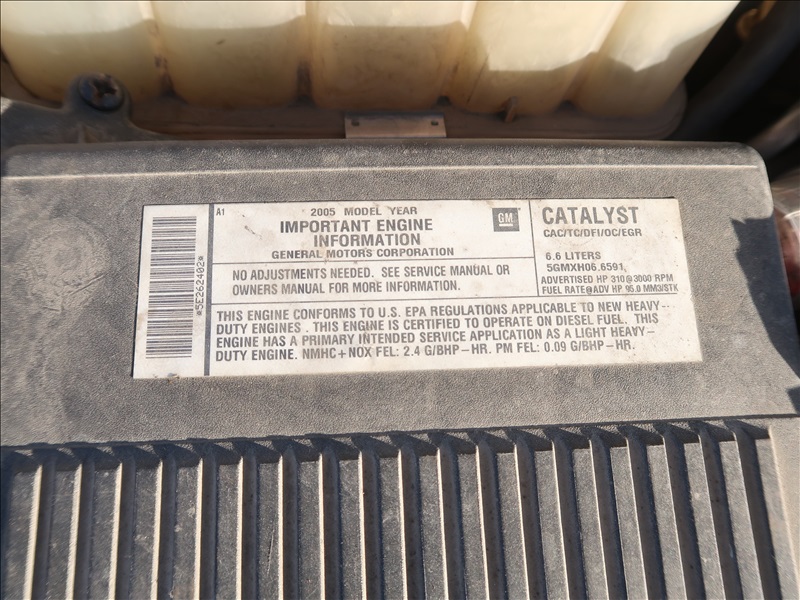 A1
2005 MODEL YEAR
IMPORTANT ENGINE
INFORMATION
GENERAL MOTORS CORPORATION
GM
NO ADJUSTMENTS NEEDED. SEE SERVICE MANUAL OR
OWNERS MANUAL FOR MORE INFORMATION.
CATALYST
CAC/TC/DFI/OC/EGR
6.6 LITERS
5GMXH06.6591
ADVERTISED HP 310@3000 RPM
FUEL RATE@ADV HP 95.0 MM3/STK
THIS ENGINE CONFORMS TO U.S. EPA REGULATIONS APPLICABLE TO NEW HEAVY--
DUTY ENGINES . THIS ENGINE IS CERTIFIED TO OPERATE ON DIESEL FUEL. THIS
ENGINE HAS A PRIMARY INTENDED SERVICE APPLICATION AS A LIGHT HEAVY-
DUTY ENGINE. NMHC+NOX FEL: 2.4 G/BHP-HR. PM FEL: 0.09 G/BHP-HR.
*5E262402*